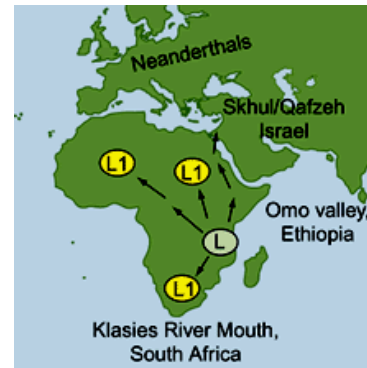 Neanderthals
Skhul/Qafzeh
Israel
L1
L1
Omo valley,
Ethiopia
L
L1
Klasies River Mouth,
South Africa